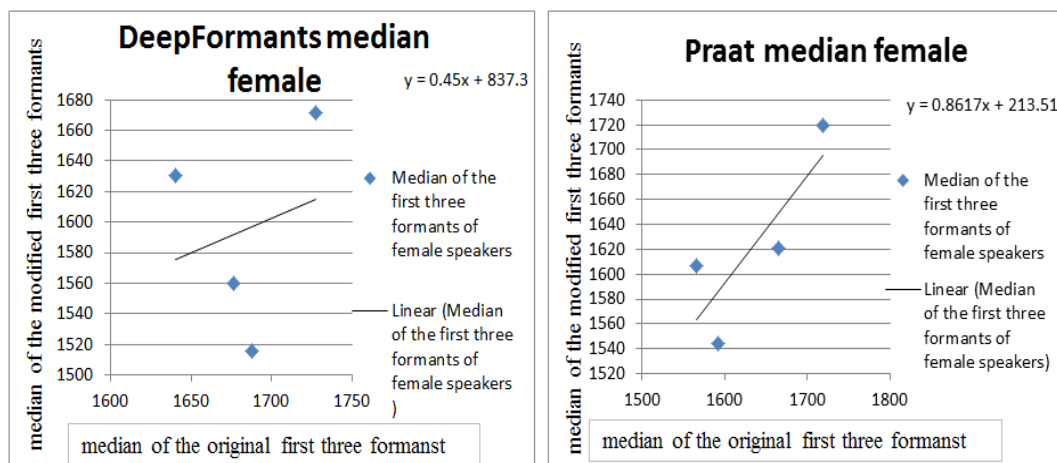 DeepFormants median
female
y = 0.45x + 837.3
median of the modified first three formants
1680
1660
1640
1620
1600
1580
1560
1540
1520
1500
1600
1650
1700
1750
Median of the
first three
formants of
female speakers
Linear (Median
of the first three
formants of
female speakers
)
median of the original first three formanst
Praat median female
y = 0.8617x + 213.51
median of the modified first three formants
1740
1720
1700
1680
1660
1640
1620
1600
1580
1560
1540
1520
1500
1600
1700
1800
Median of the
first three
formants of
female speakers
Linear (Median
of the first three
formants of
female speakers)
median of the original first three formanst